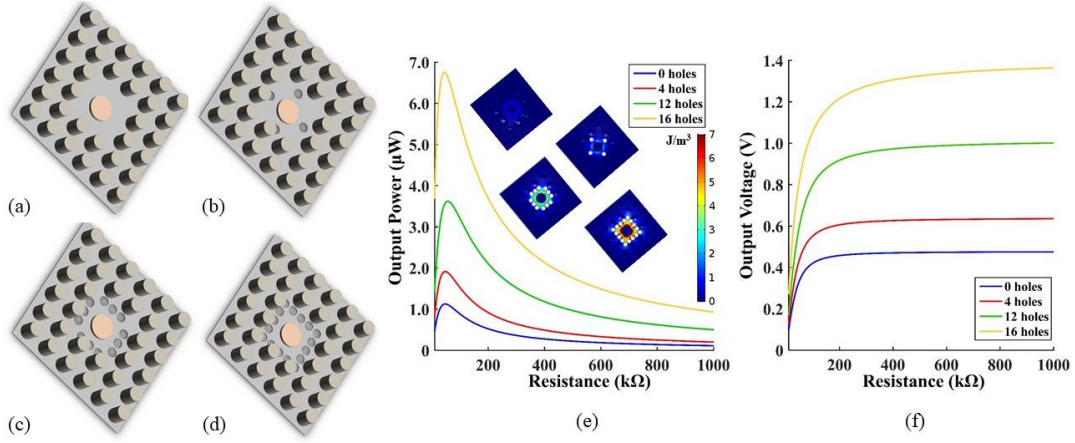 (a)
(b)
(c)
(d)
7.0
6.0
5.0
4.0
3.0
2.0
1.0
0
Output Power (μW)
200 400 600 800 1000
Resistance (kΩ)
0 holes
4 holes
12 holes
16 holes
J/m³
7
6
5
4
3
2
1
0
(e)
1.4
1.2
1.0
0.8
0.6
0.4
0.2
0
Output Voltage (V)
200 400 600 800 1000
Resistance (kΩ)
0 holes
4 holes
12 holes
16 holes
(f)